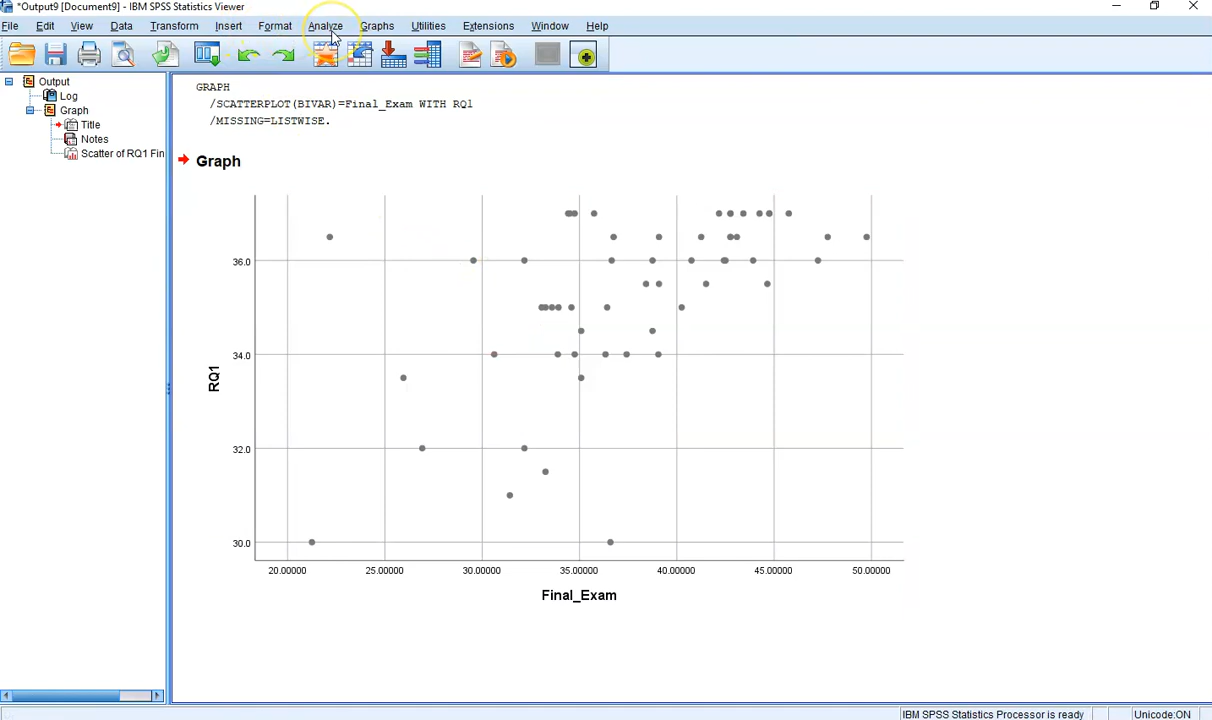 *Output9 [Document9] - IBM SPSS Statistics Viewer
File Edit View Data Transform Insert Format Analyze Graphs Utilities Extensions Window Help
Output
Log
Graph
Title
Notes
Scatter of RQ1 Fin
GRAPH
/SCATTERPLOT(BIVAR)=Final_Exam WITH RQ1
/MISSING=LISTWISE.
Graph
36.0
34.0
32.0
30.0
RQ1
20.00000 25.00000 30.00000 35.00000 40.00000 45.00000 50.00000
Final_Exam
IBM SPSS Statistics Processor is ready Unicode:ON